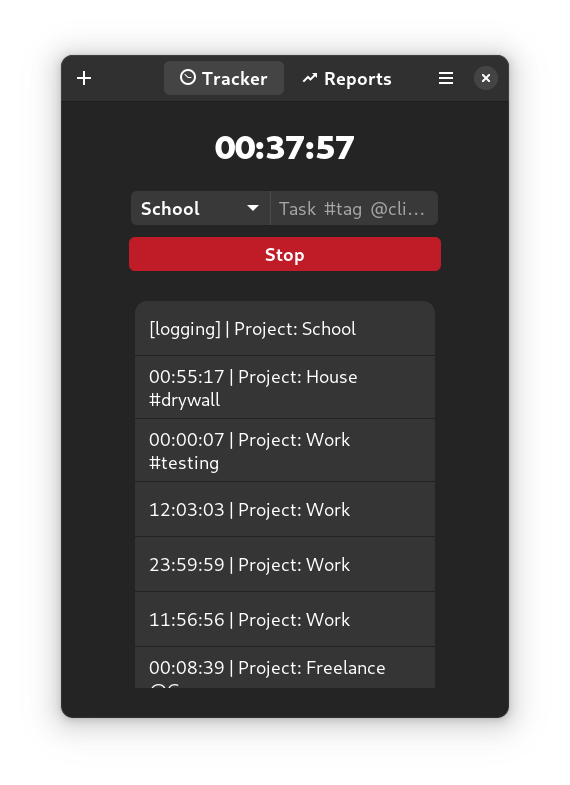 Tracker Reports
00:37:57
School Task #tag @cli...
Stop
[logging] | Project: School
00:55:17 | Project: House
#drywall
00:00:07 | Project: Work
#testing
12:03:03 | Project: Work
23:59:59 | Project: Work
11:56:56 | Project: Work
00:08:39 | Project: Freelance